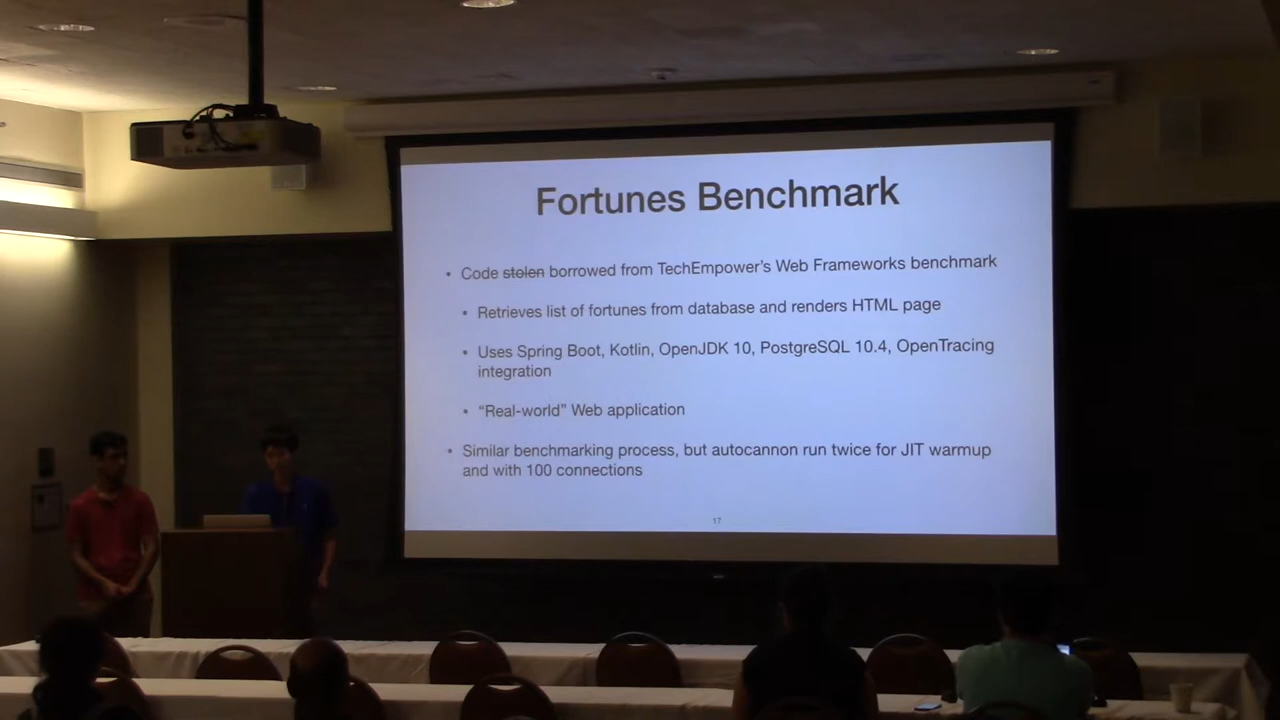 Fortunes Benchmark
• Code stolen borrowed from TechEmpower's Web Frameworks benchmark
• Retrieves list of fortunes from database and renders HTML page
• Uses Spring Boot, Kotlin, OpenJDK 10, PostgreSQL 10.4, OpenTracing
integration
• “Real-world” Web application
• Similar benchmarking process, but autocannon run twice for JIT warmup
and with 100 connections
17